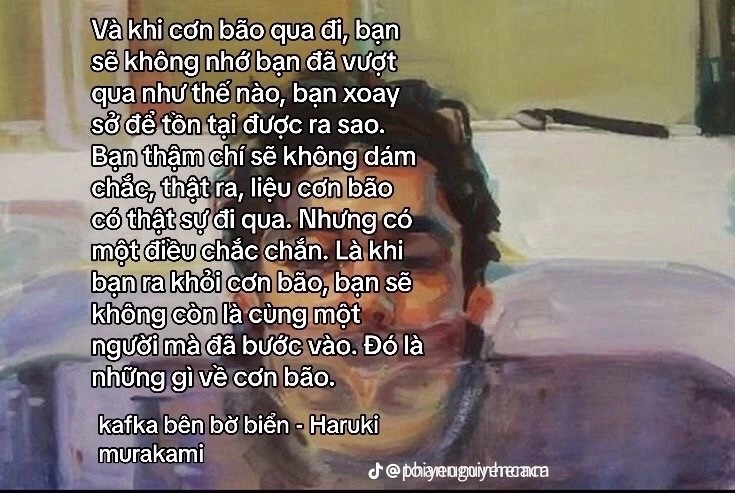 Và khi cơn bão qua đi, bạn
sẽ không nhớ bạn đã vượt
qua như thế nào, bạn xoay
sở để tồn tại được ra sao.
Bạn thậm chí sẽ không dám
chắc, thật ra, liệu cơn bão
có thật sự đi qua. Nhưng có
một điều chắc chắn. Là khi
bạn ra khỏi cơn bão, bạn sẽ
không còn là cùng một
người mà đã bước vào. Đó là
những gì về cơn bão.
kafka bên bờ biển - Haruki
murakami